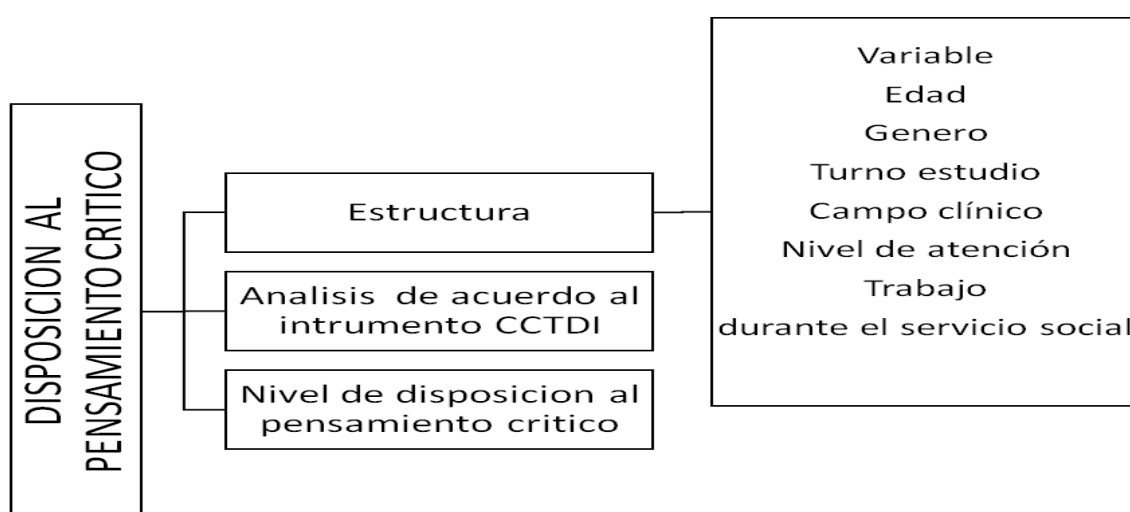 DISPOSICION AL
PENSAMIENTO CRITICO
Estructura
Analisis de acuerdo al
intrumento CCTDI
Nivel de disposicion al
pensamiento critico
Variable
Edad
Genero
Turno estudio
Campo clínico
Nivel de atención
Trabajo
durante el servicio social